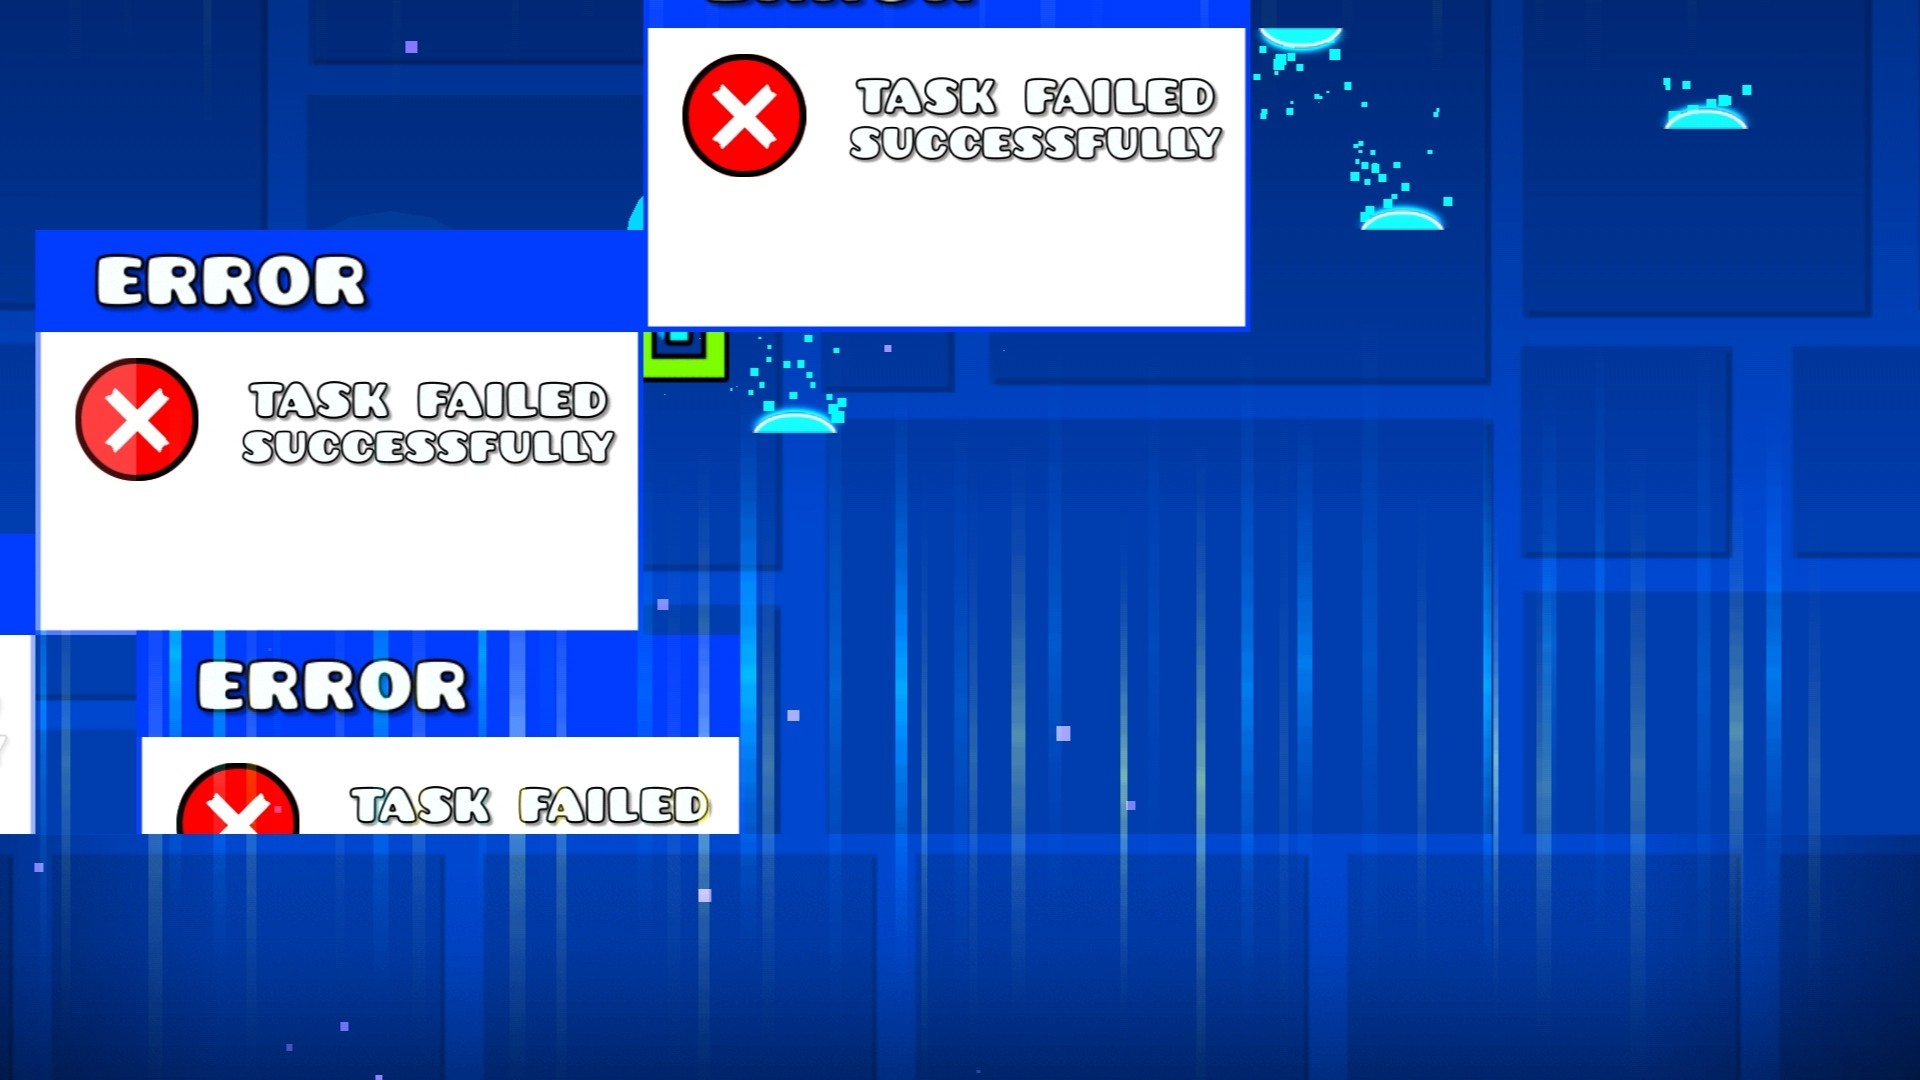 TASK FAILED
SUCCESSFULLY
ERROR
TASK FAILED
SUCCESSFULLY
ERROR
TASK FAILED